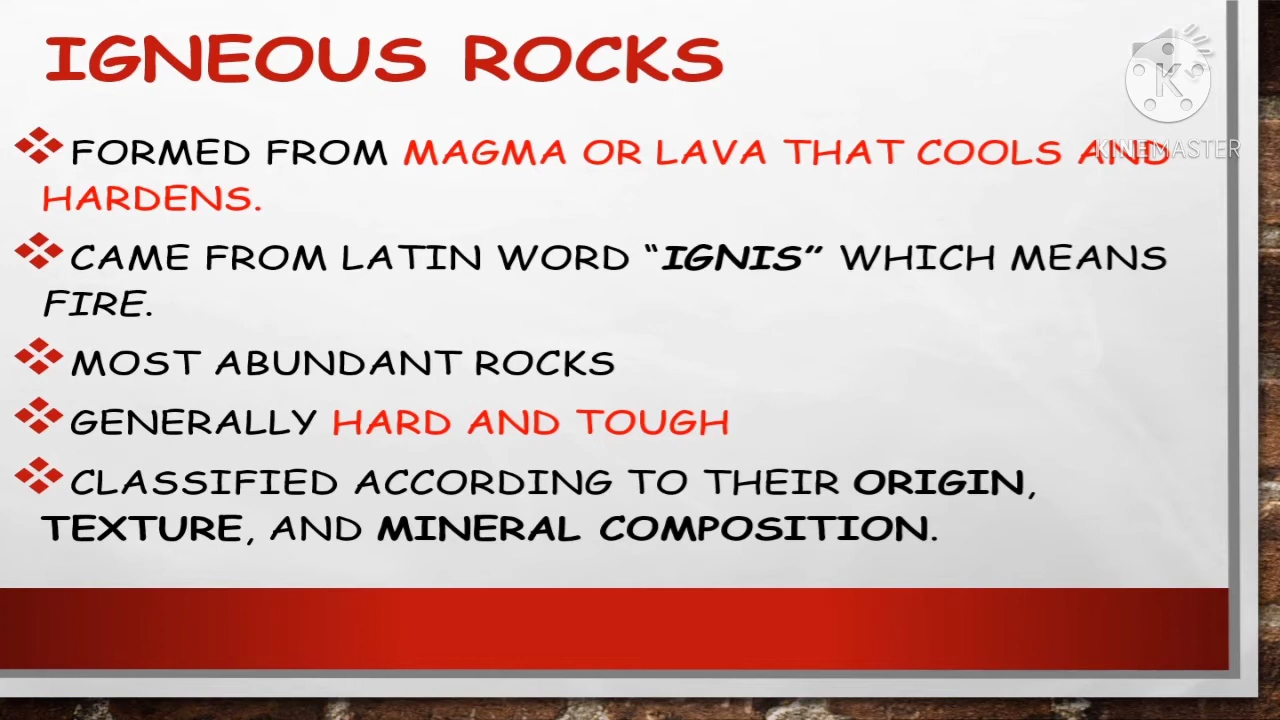 IGNEOUS ROCKS
FORMED FROM MAGMA OR LAVA THAT COOLS AND
HARDENS.
CAME FROM LATIN WORD “IGNIS” WHICH MEANS
FIRE.
MOST ABUNDANT ROCKS
GENERALLY HARD AND TOUGH
CLASSIFIED ACCORDING TO THEIR ORIGIN,
TEXTURE, AND MINERAL COMPOSITION.
K
KINEMASTER